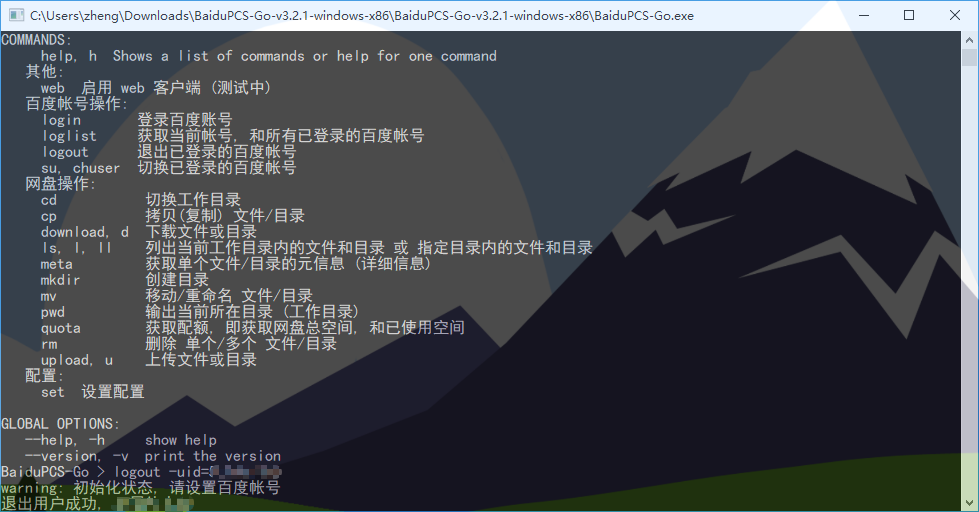 C:\Users\zheng\Downloads\BaiduPCS-Go-v3.2.1-windows-x86\BaiduPCS-Go-v3.2.1-windows-x86\BaiduPCS-Go.exe
COMMANDS:
help, h  Shows a list of commands or help for one command
其他:
web  启用 web 客户端 (测试中)
百度帐号操作:
login  登录百度账号
loglist  获取当前帐号, 和所有已登录的百度帐号
logout  退出已登录的百度帐号
su, chuser  切换已登录的百度帐号
网盘操作:
cd  切换工作目录
cp  拷贝(复制) 文件/目录
download, d  下载文件或目录
ls, l, ll  列出当前工作目录内的文件和目录 或 指定目录内的文件和目录
meta  获取单个文件/目录的元信息 (详细信息)
mkdir  创建目录
mv  移动/重命名 文件/目录
pwd  输出当前所在目录 (工作目录)
quota  获取配额, 即获取网盘总空间, 和已使用空间
rm  删除 单个/多个 文件/目录
upload, u  上传文件或目录
配置:
set  设置配置
GLOBAL OPTIONS:
--help, -h  show help
--version, -v  print the version
BaiduPCS-Go > logout -uid=
warning: 初始化状态, 请设置百度帐号
退出用户成功,